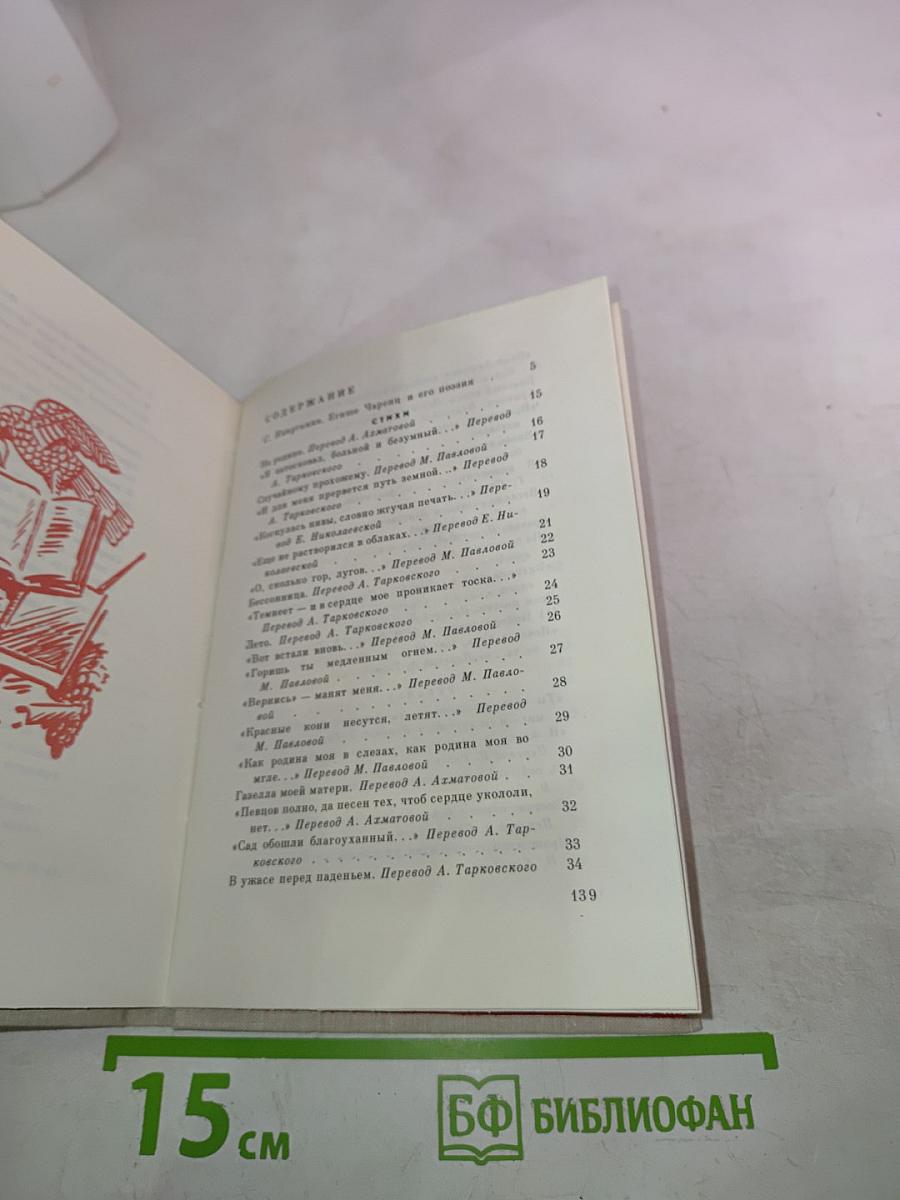 СОДЕРЖАНИЕ
С. Егише Чаренц и его поэзия . 5
СТИХИ
На родине. Перевод А. Ахматовой . . . . . 15
«Я затосковал, больной и безумный. . .» Перевод
А. Тарковского . . . . . . . . . 16
Случайному прохожему. Перевод М. Павловой . 17
«И для меня прервется путь земной. . .» Перевод
А. Тарковского . . . . . . . . . 18
«Коснулась нивы, словно жгучая печать. . .» Пере-
вод Е. Николаевской . . . . . . . 19
«Еще не растворился в облаках. . .» Перевод Е. Ни-
колаевской . . . . . . . . . . 21
«О, сколько гор, лугов. . .» Перевод М. Павловой 22
Бессонница. Перевод А. Тарковского . . . . 23
«Темнеет — и в сердце мое проникает тоска. . .»
Перевод А. Тарковского . . . . . . 24
Лето. Перевод А. Тарковского . . . . . . 25
«Вот встали вновь. . .» Перевод М. Павловой . 26
«Горишь ты медленным огнем. . .» Перевод
М. Павловой . . . . . . . . . . 27
«Вернись» — манят меня. . .» Перевод М. Павло-
вой . . . . . . . . . . . . 28
«Красные кони несутся, летят. . .» Перевод
М. Павловой . . . . . . . . . . 29
«Как родина моя в слезах, как родина моя во
мгле. . .» Перевод М. Павловой . . . . . 30
Газелла моей матери. Перевод А. Ахматовой . . 31
«Певцов полно, да песен тех, чтоб сердце укололи,
нет. . .» Перевод А. Ахматовой . . . . . 32
«Сад обошли благоуханный. . .» Перевод А. Тар-
ковского . . . . . . . . . . . 33
В ужасе перед паденьем. Перевод А. Тарковского 34
139
15 см
БФ БИБЛИОФАН